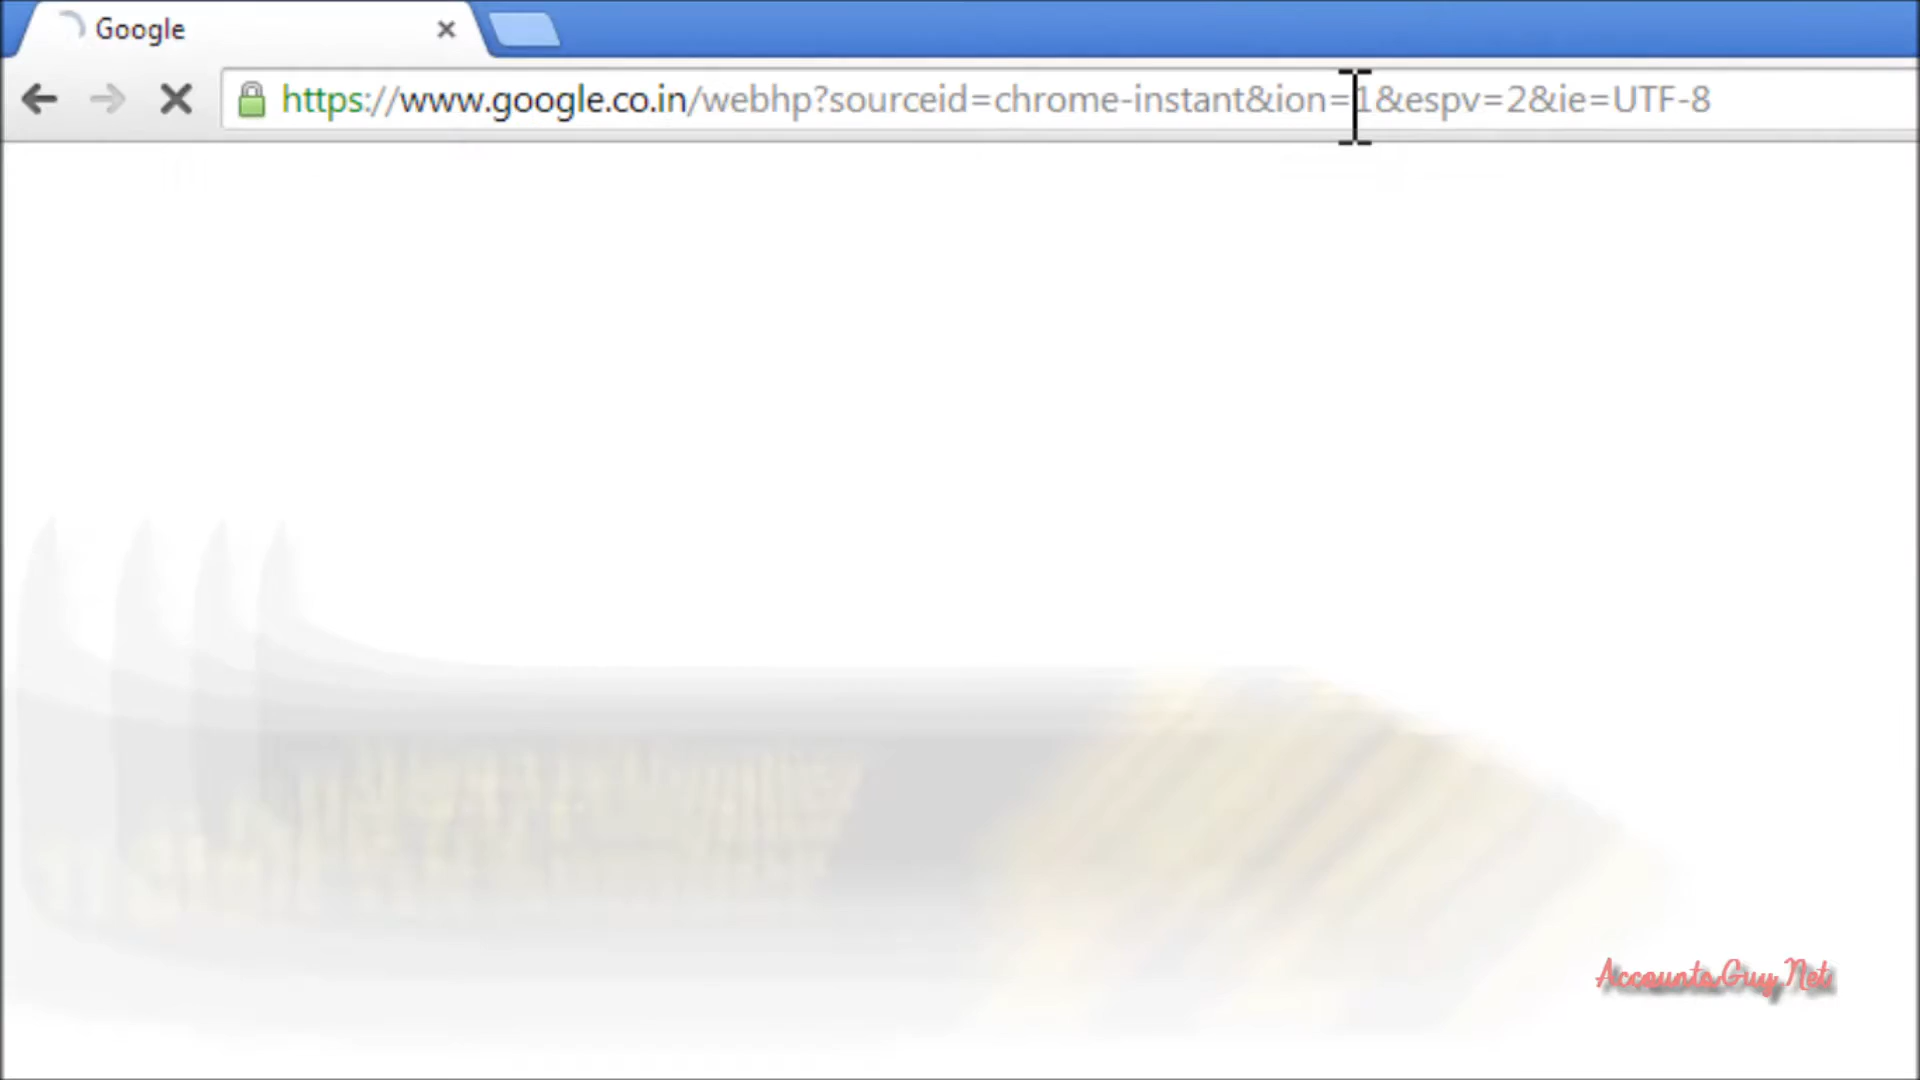 Google
https://www.google.co.in/webhp?sourceid=chrome-instant&ion=1&espv=2&ie=UTF-8
AccountsGuy.Net